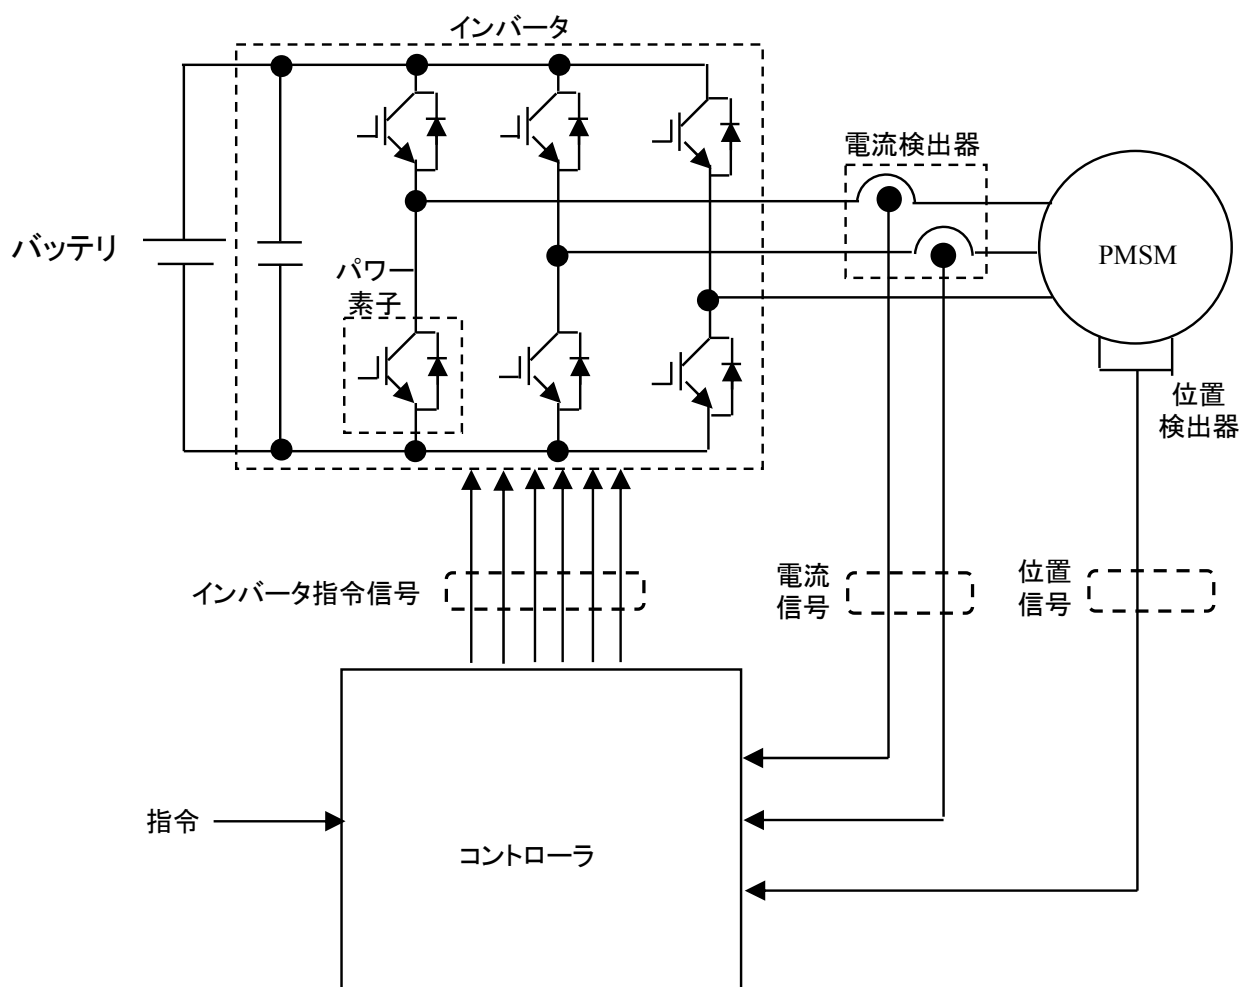 インバータ
電流検出器
バッテリ
パワー
素子
PMSM
位置
検出器
インバータ指令信号
電流
信号
位置
信号
指令
コントローラ